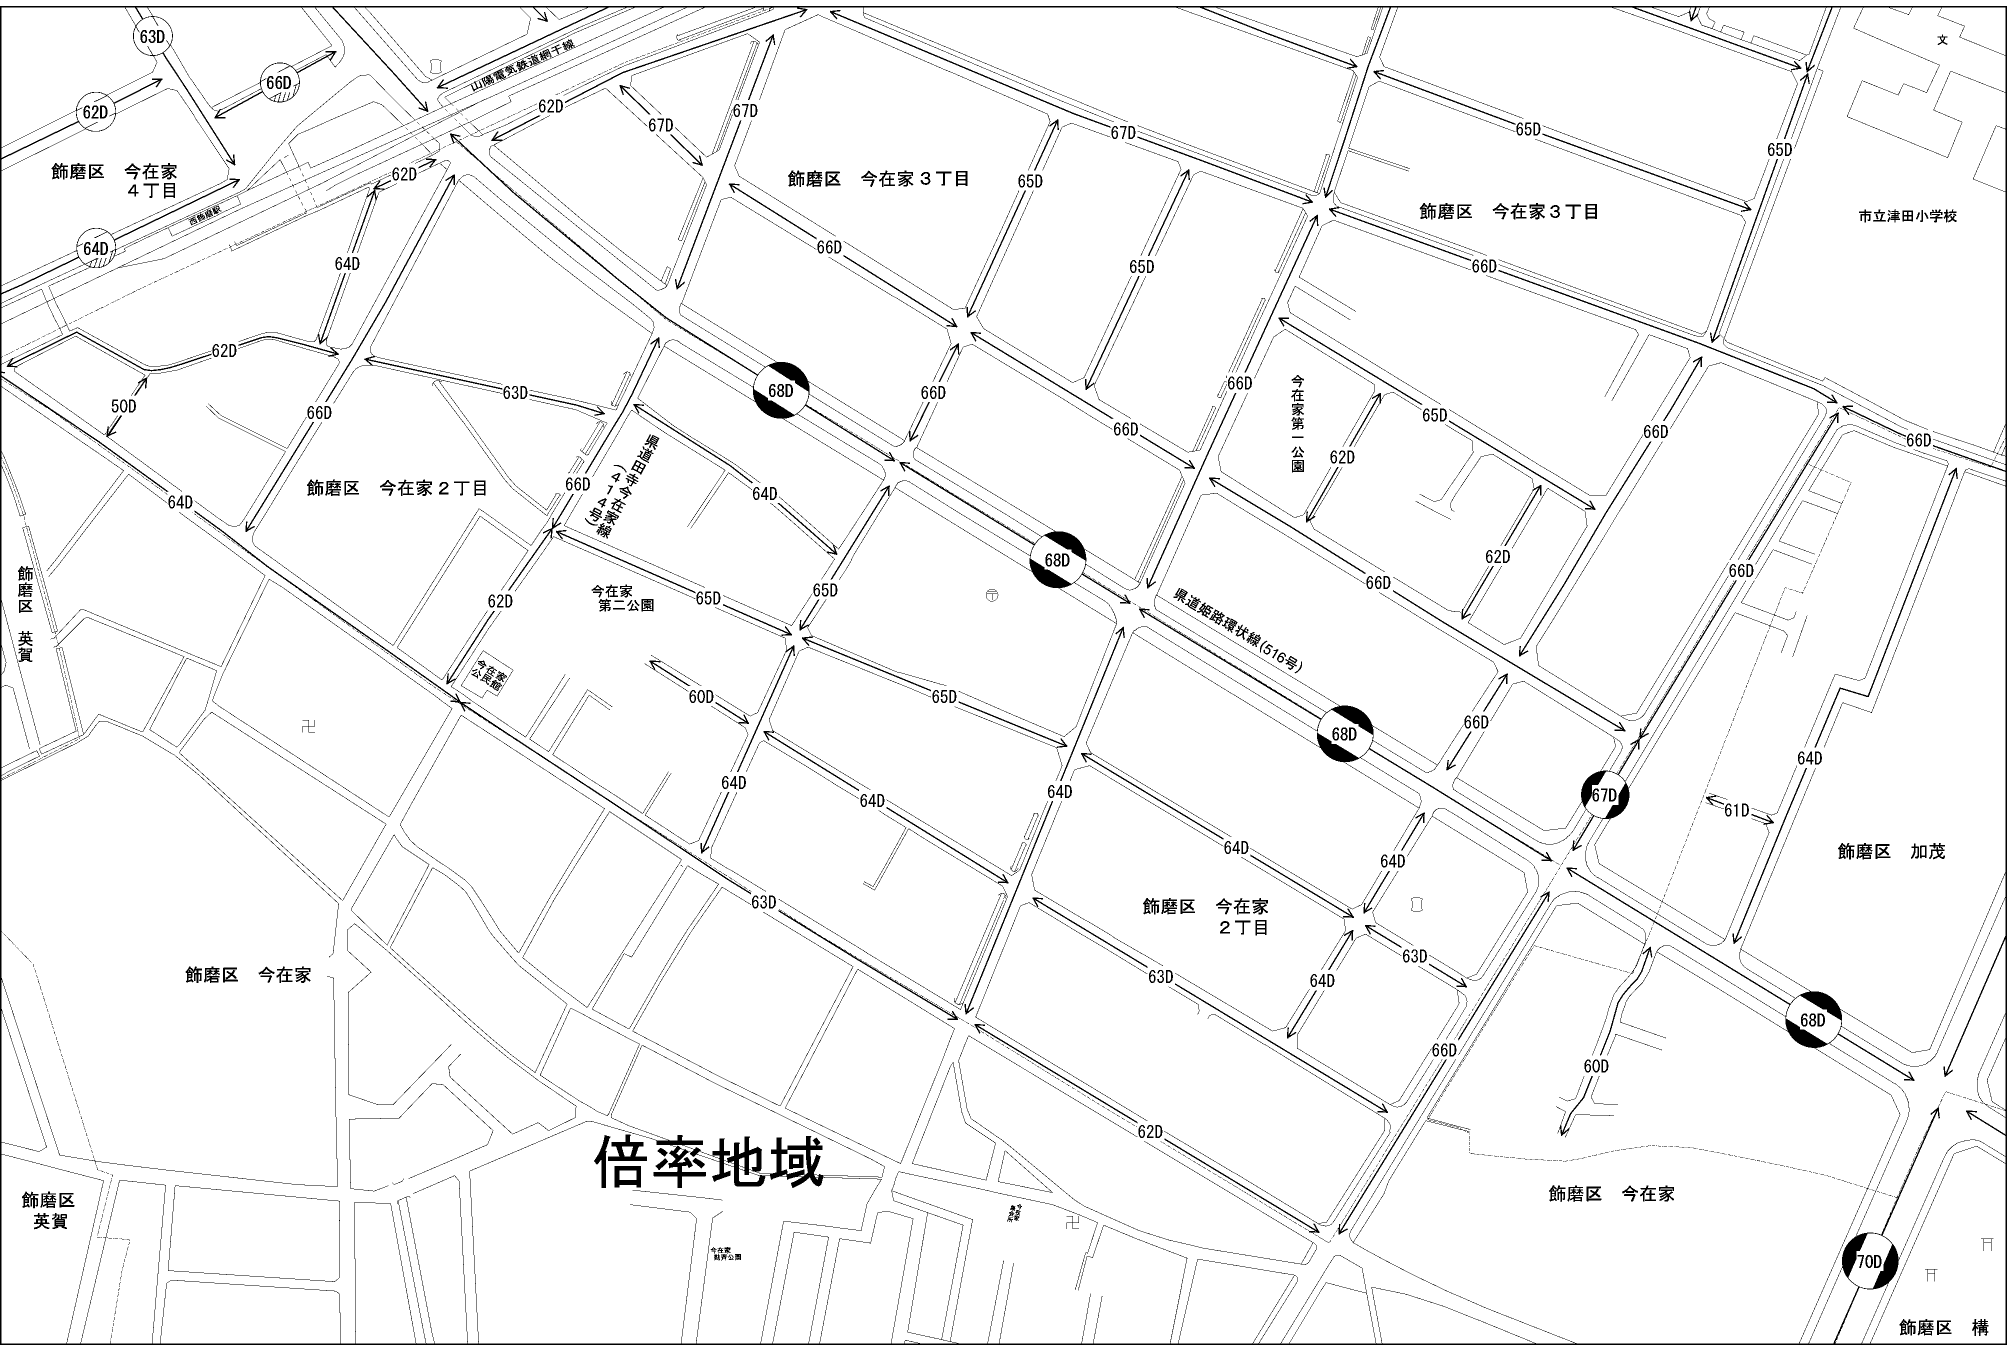 63D
66D
62D
飾磨区　今在家
４丁目
64D
西飾磨駅
山陽電気鉄道網干線
62D
62D
67D
67D
64D
62D
50D
66D
63D
飾磨区　今在家３丁目
67D
65D
65D
66D
66D
66D
68D
65D
65D
飾磨区　今在家３丁目
文
市立津田小学校
66D
66D
今在家第一公園
62D
65D
66D
66D
62D
66D
66D
飾磨区　今在家２丁目
64D
県道田寺今在家線
(414号)
66D
64D
62D
今在家
第二公園
65D
65D
68D
県道姫路環状線(516号)
飾磨区　英賀
今在家
公民館
60D
65D
64D
64D
64D
68D
66D
67D
61D
64D
飾磨区　加茂
64D
64D
63D
飾磨区　今在家
２丁目
63D
64D
63D
飾磨区　今在家
66D
60D
68D
62D
倍率地域
飾磨区　今在家
飾磨区
英賀
今在家
70D
飾磨区　構